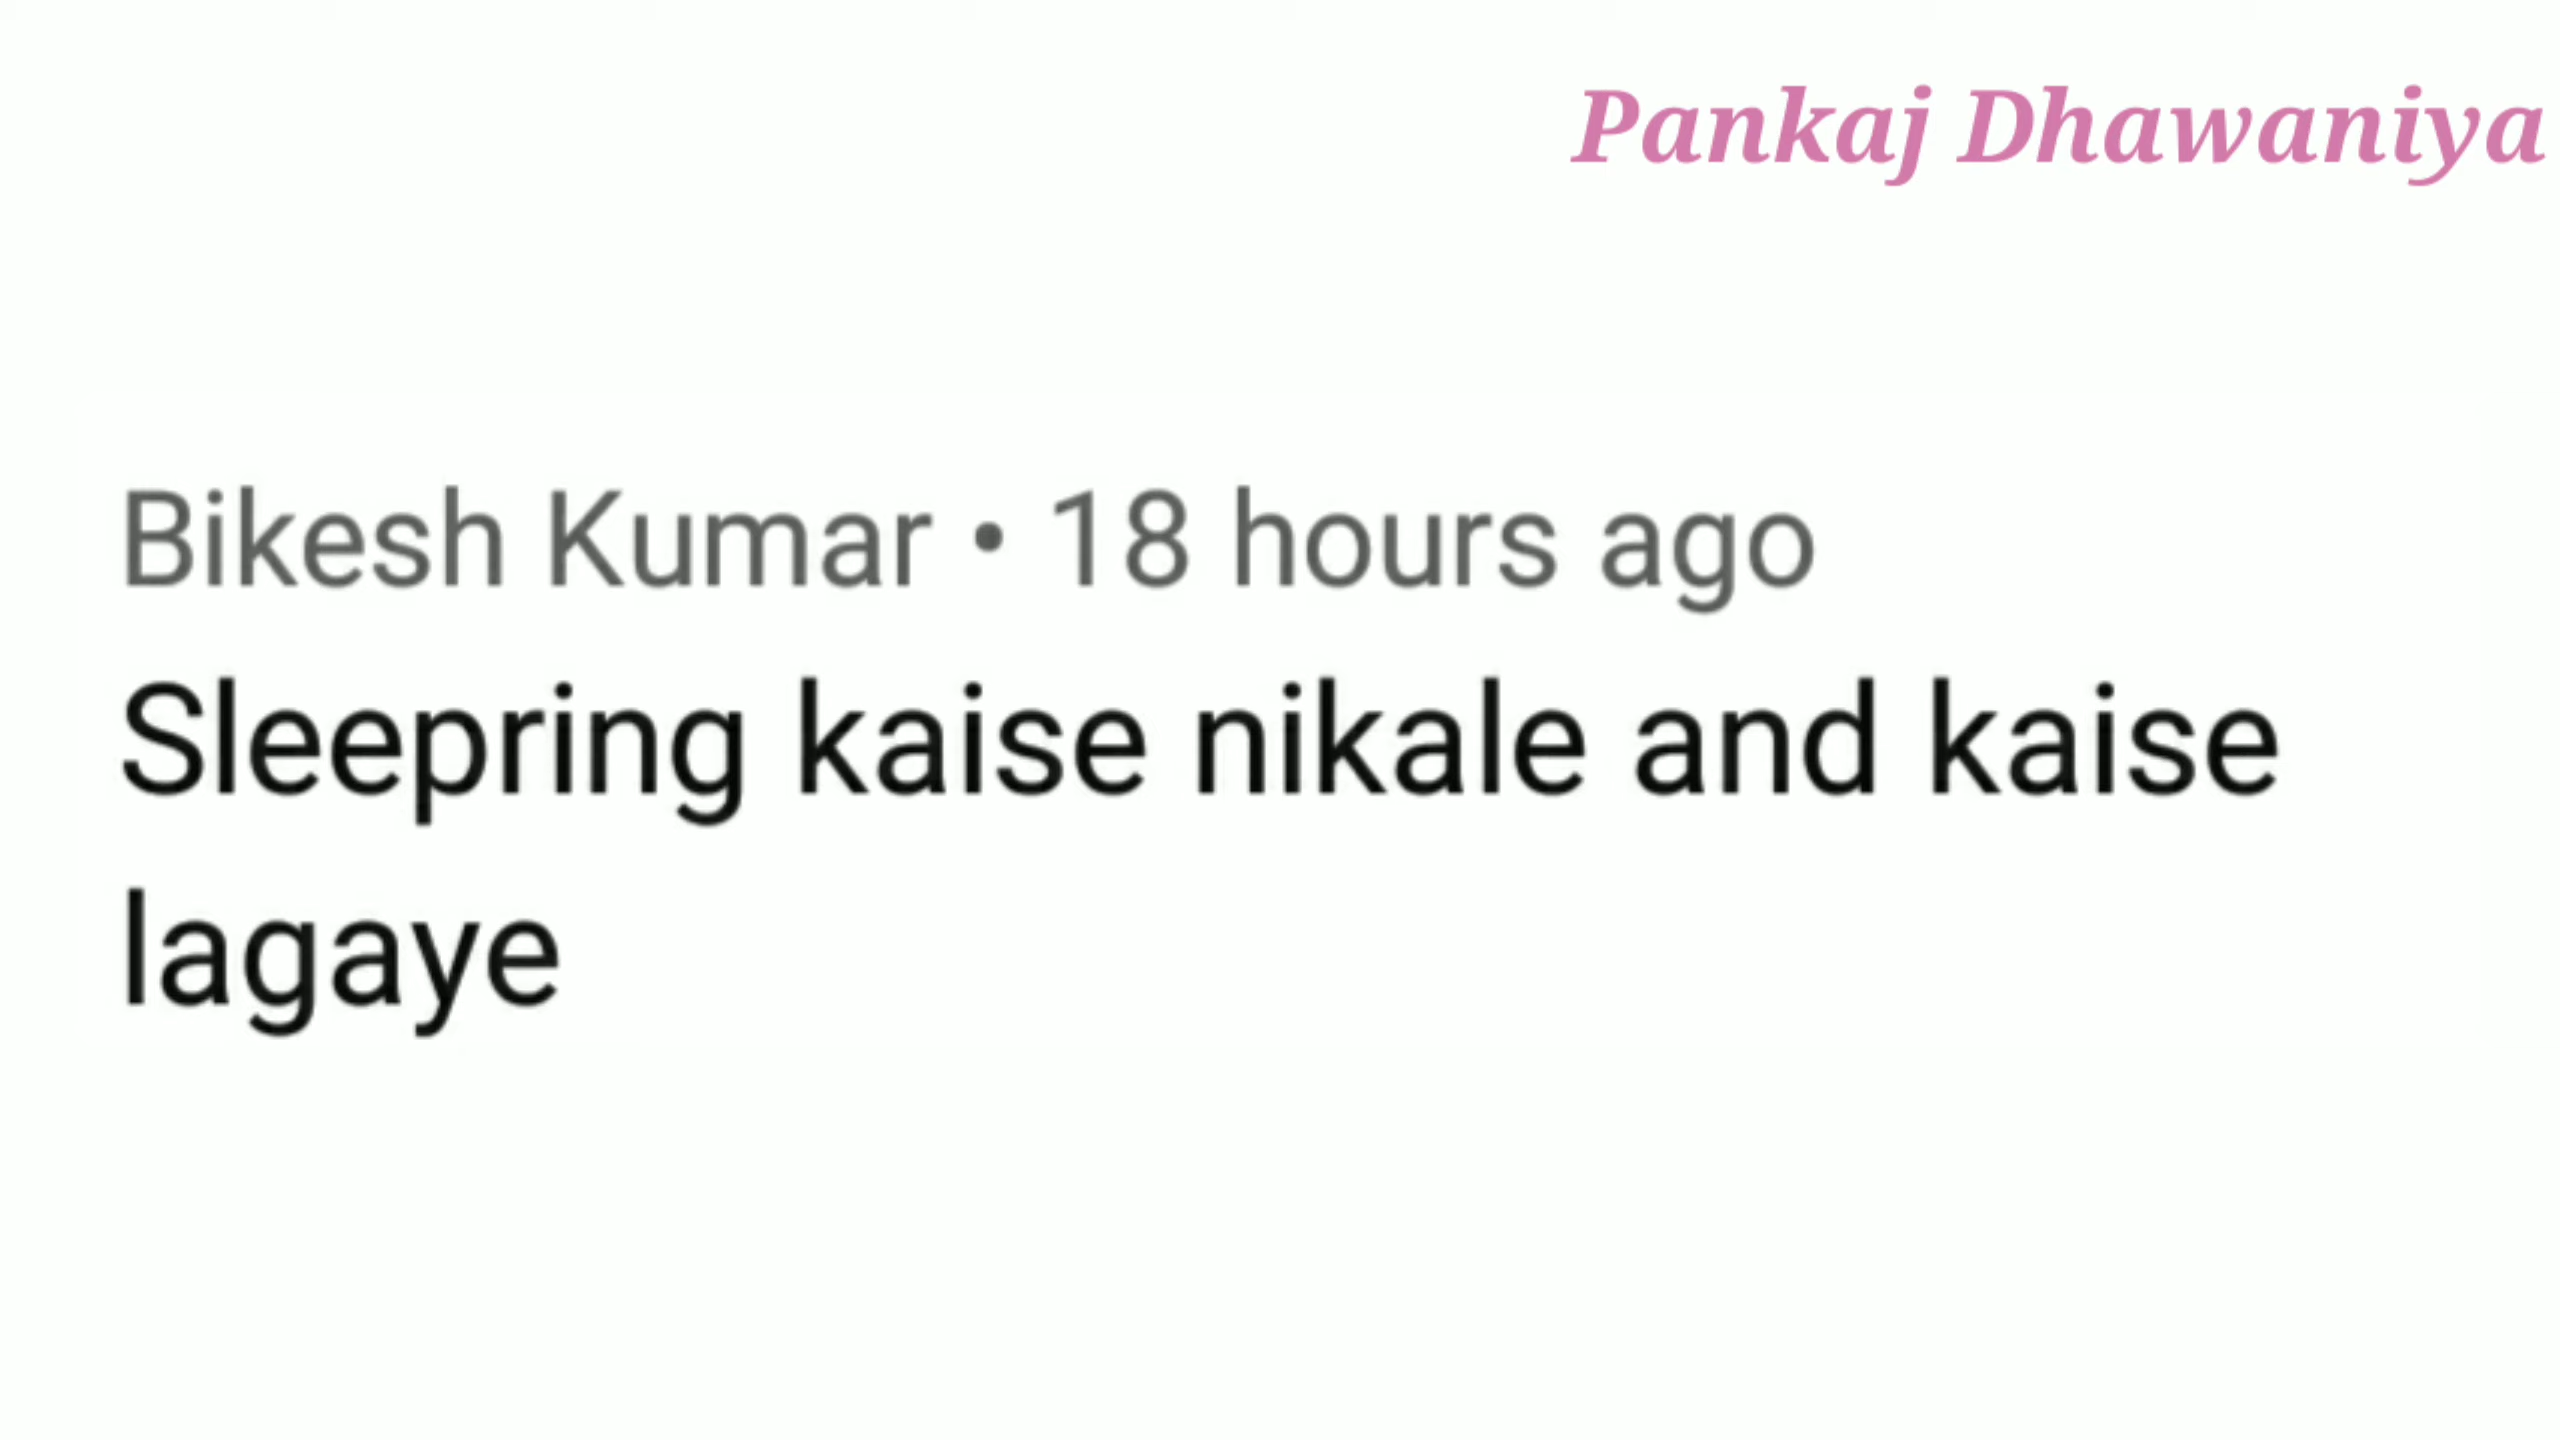 Pankaj Dhawaniya
Bikesh Kumar • 18 hours ago
Sleepring kaise nikale and kaise
lagaye